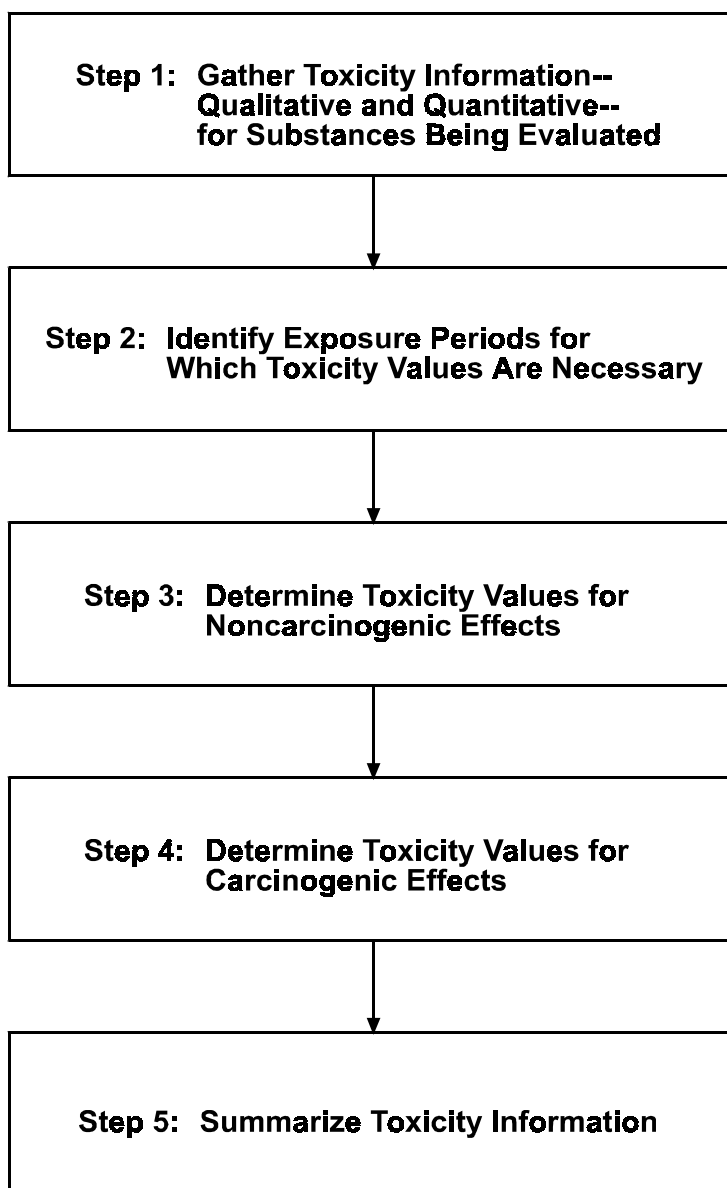 Step 1: Gather Toxicity Information--
Qualitative and Quantitative--
for Substances Being Evaluated
Step 2: Identify Exposure Periods for
Which Toxicity Values Are Necessary
Step 3: Determine Toxicity Values for
Noncarcinogenic Effects
Step 4: Determine Toxicity Values for
Carcinogenic Effects
Step 5: Summarize Toxicity Information